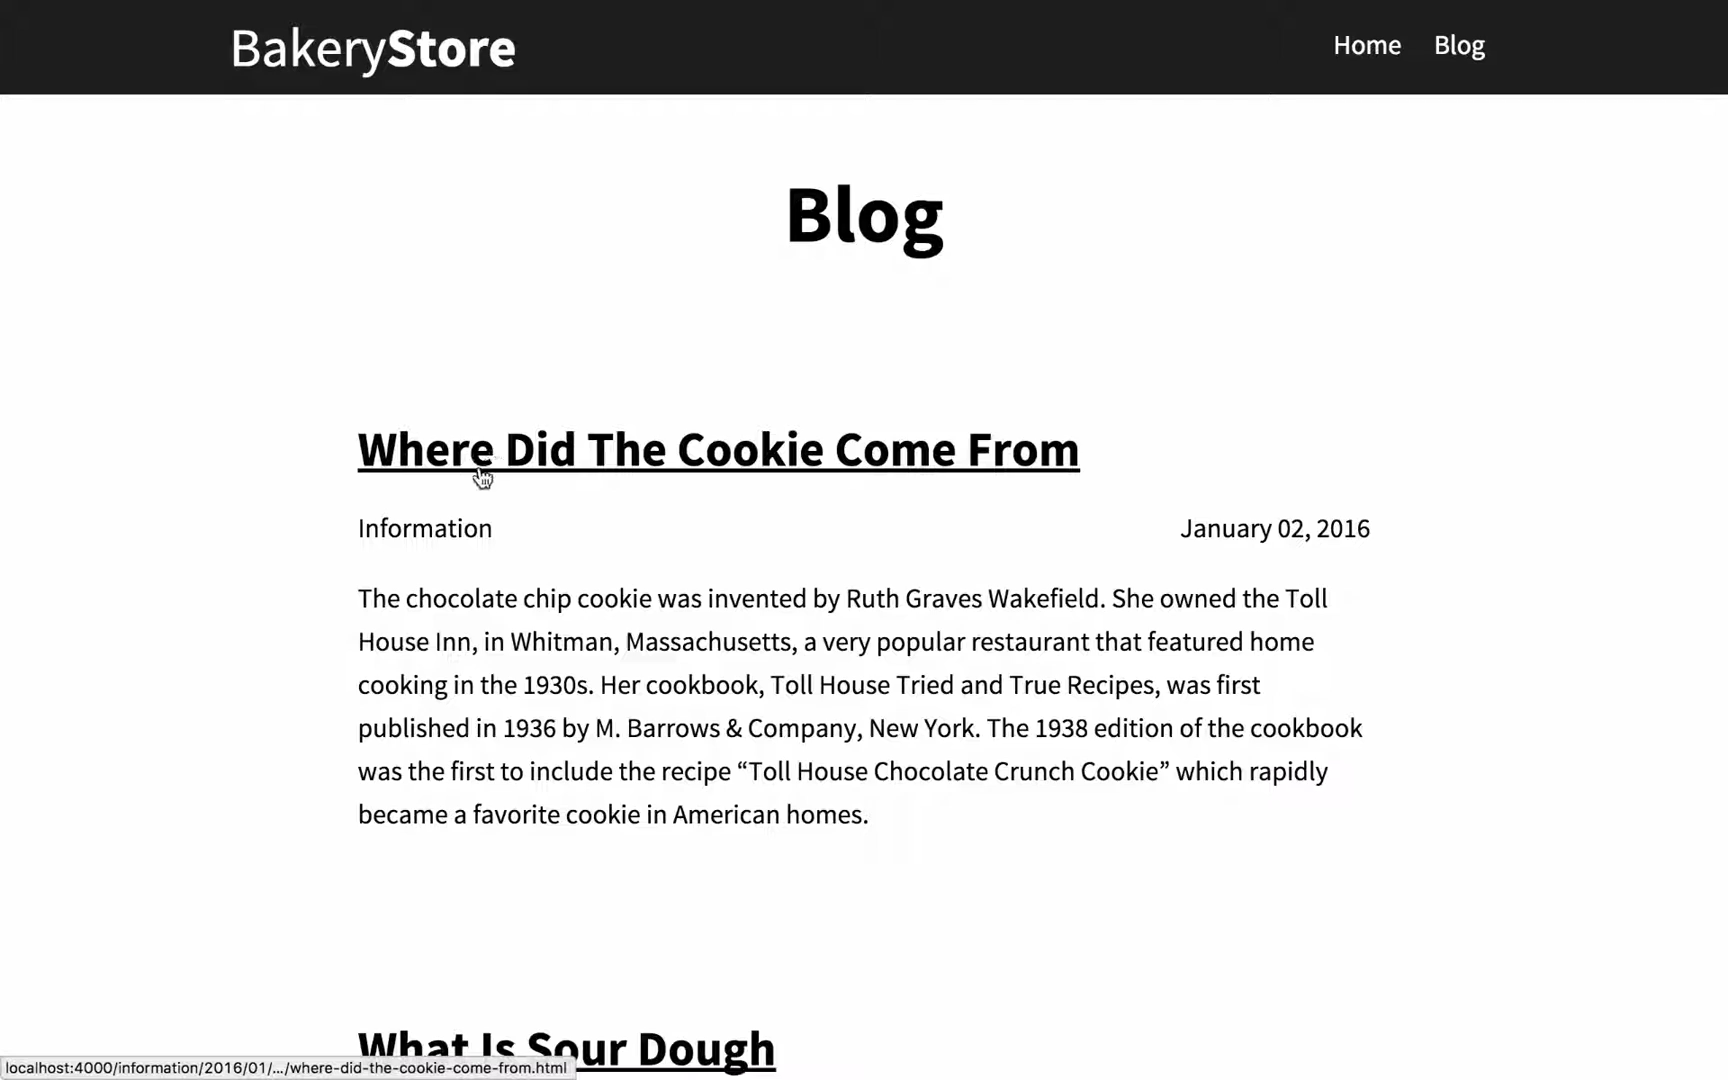 BakeryStore
Home Blog
Blog
Where Did The Cookie Come From
Information January 02, 2016
The chocolate chip cookie was invented by Ruth Graves Wakefield. She owned the Toll
House Inn, in Whitman, Massachusetts, a very popular restaurant that featured home
cooking in the 1930s. Her cookbook, Toll House Tried and True Recipes, was first
published in 1936 by M. Barrows & Company, New York. The 1938 edition of the cookbook
was the first to include the recipe “Toll House Chocolate Crunch Cookie” which rapidly
became a favorite cookie in American homes.
What Is Sour Dough
localhost:4000/information/2016/01/.../where-did-the-cookie-come-from.html